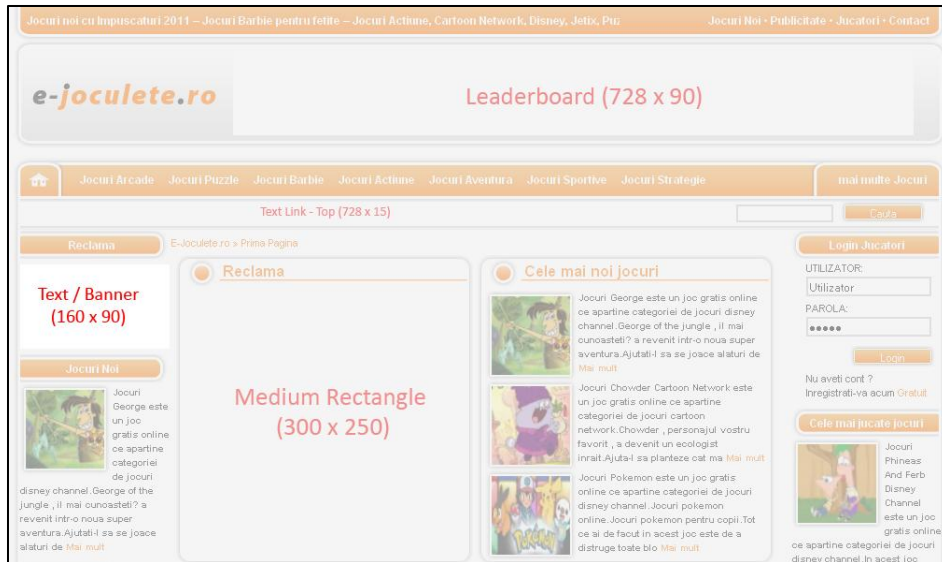 Jocuri noi cu Impuscaturi 2011 – Jocuri Barbie pentru fetite – Jocuri Actiune, Cartoon Network, Disney, Jetix, Puz
Jocuri Noi • Publicitate • Jucatori • Contact
e-joculete.ro
Leaderboard (728 x 90)
Jocuri Arcade Jocuri Puzzle Jocuri Barbie Jocuri Actiune Jocuri Aventura Jocuri Sportive Jocuri Strategie
mai multe Jocuri
Text Link - Top (728 x 15)
Cauta
Reclama
Text / Banner
(160 x 90)
Jocuri Noi
Jocuri
George este
un joc
gratis online
ce apartine
categoriei
de jocuri
disney channel.George of the
jungle , il mai cunoasteti? a
revenit intr-o noua super
aventura.Ajutati-l sa se joace
alaturi de Mai mult
E-Joculete.ro » Prima Pagina
Reclama
Medium Rectangle
(300 x 250)
Cele mai noi jocuri
Jocuri George este un joc gratis online
ce apartine categoriei de jocuri disney
channel.George of the jungle , il mai
cunoasteti? a revenit intr-o noua super
aventura.Ajutati-l sa se joace alaturi de
Mai mult
Jocuri Chowder Cartoon Network este
un joc gratis online ce apartine
categoriei de jocuri cartoon
network.Chowder , personajul vostru
favorit , a devenit un ecologist
inrait.Ajuta-l sa planteze cat ma Mai mult
POKéMON
Jocuri Pokemon este un joc gratis
online ce apartine categoriei de jocuri
disney channel.Jocuri pokemon
online.Jocuri pokemon pentru copii.Tot
ce ai de facut in acest joc este de a
distruge toate blo Mai mult
Login Jucatori
UTILIZATOR:
Utilizator
PAROLA:
Login
Nu aveti cont ?
Inregistrati-va acum Gratuit
Cele mai jucate jocuri
Jocuri
Phineas
And Ferb
Disney
Channel
este un joc
gratis online
ce apartine categoriei de jocuri
disney channel.In acest joc